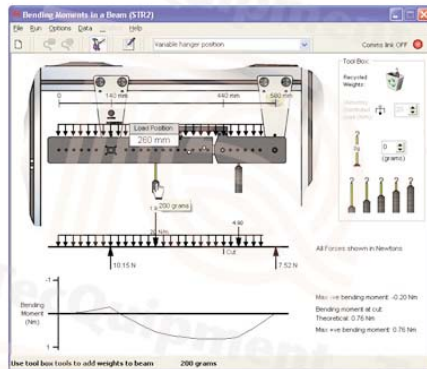 Bending Moments in a Beam (STR2)
File Run Options Data Help
Variable hanger position
Comms link OFF
Tool Box
Recycled
Weights:
0
140 mm
440 mm
580 mm
Load Position
260 mm
0
(grams)
200 grams
10.15 N
Cut
7.52 N
All Forces shown in Newtons
-1
Bending
Moment
(Nm)
1
Max -ve bending moment: -0.20 Nm
Bending moment at cut
Theoretical: 0.76 Nm
Max +ve bending moment: 0.76 Nm
Use tool box tools to add weights to beam 200 grams